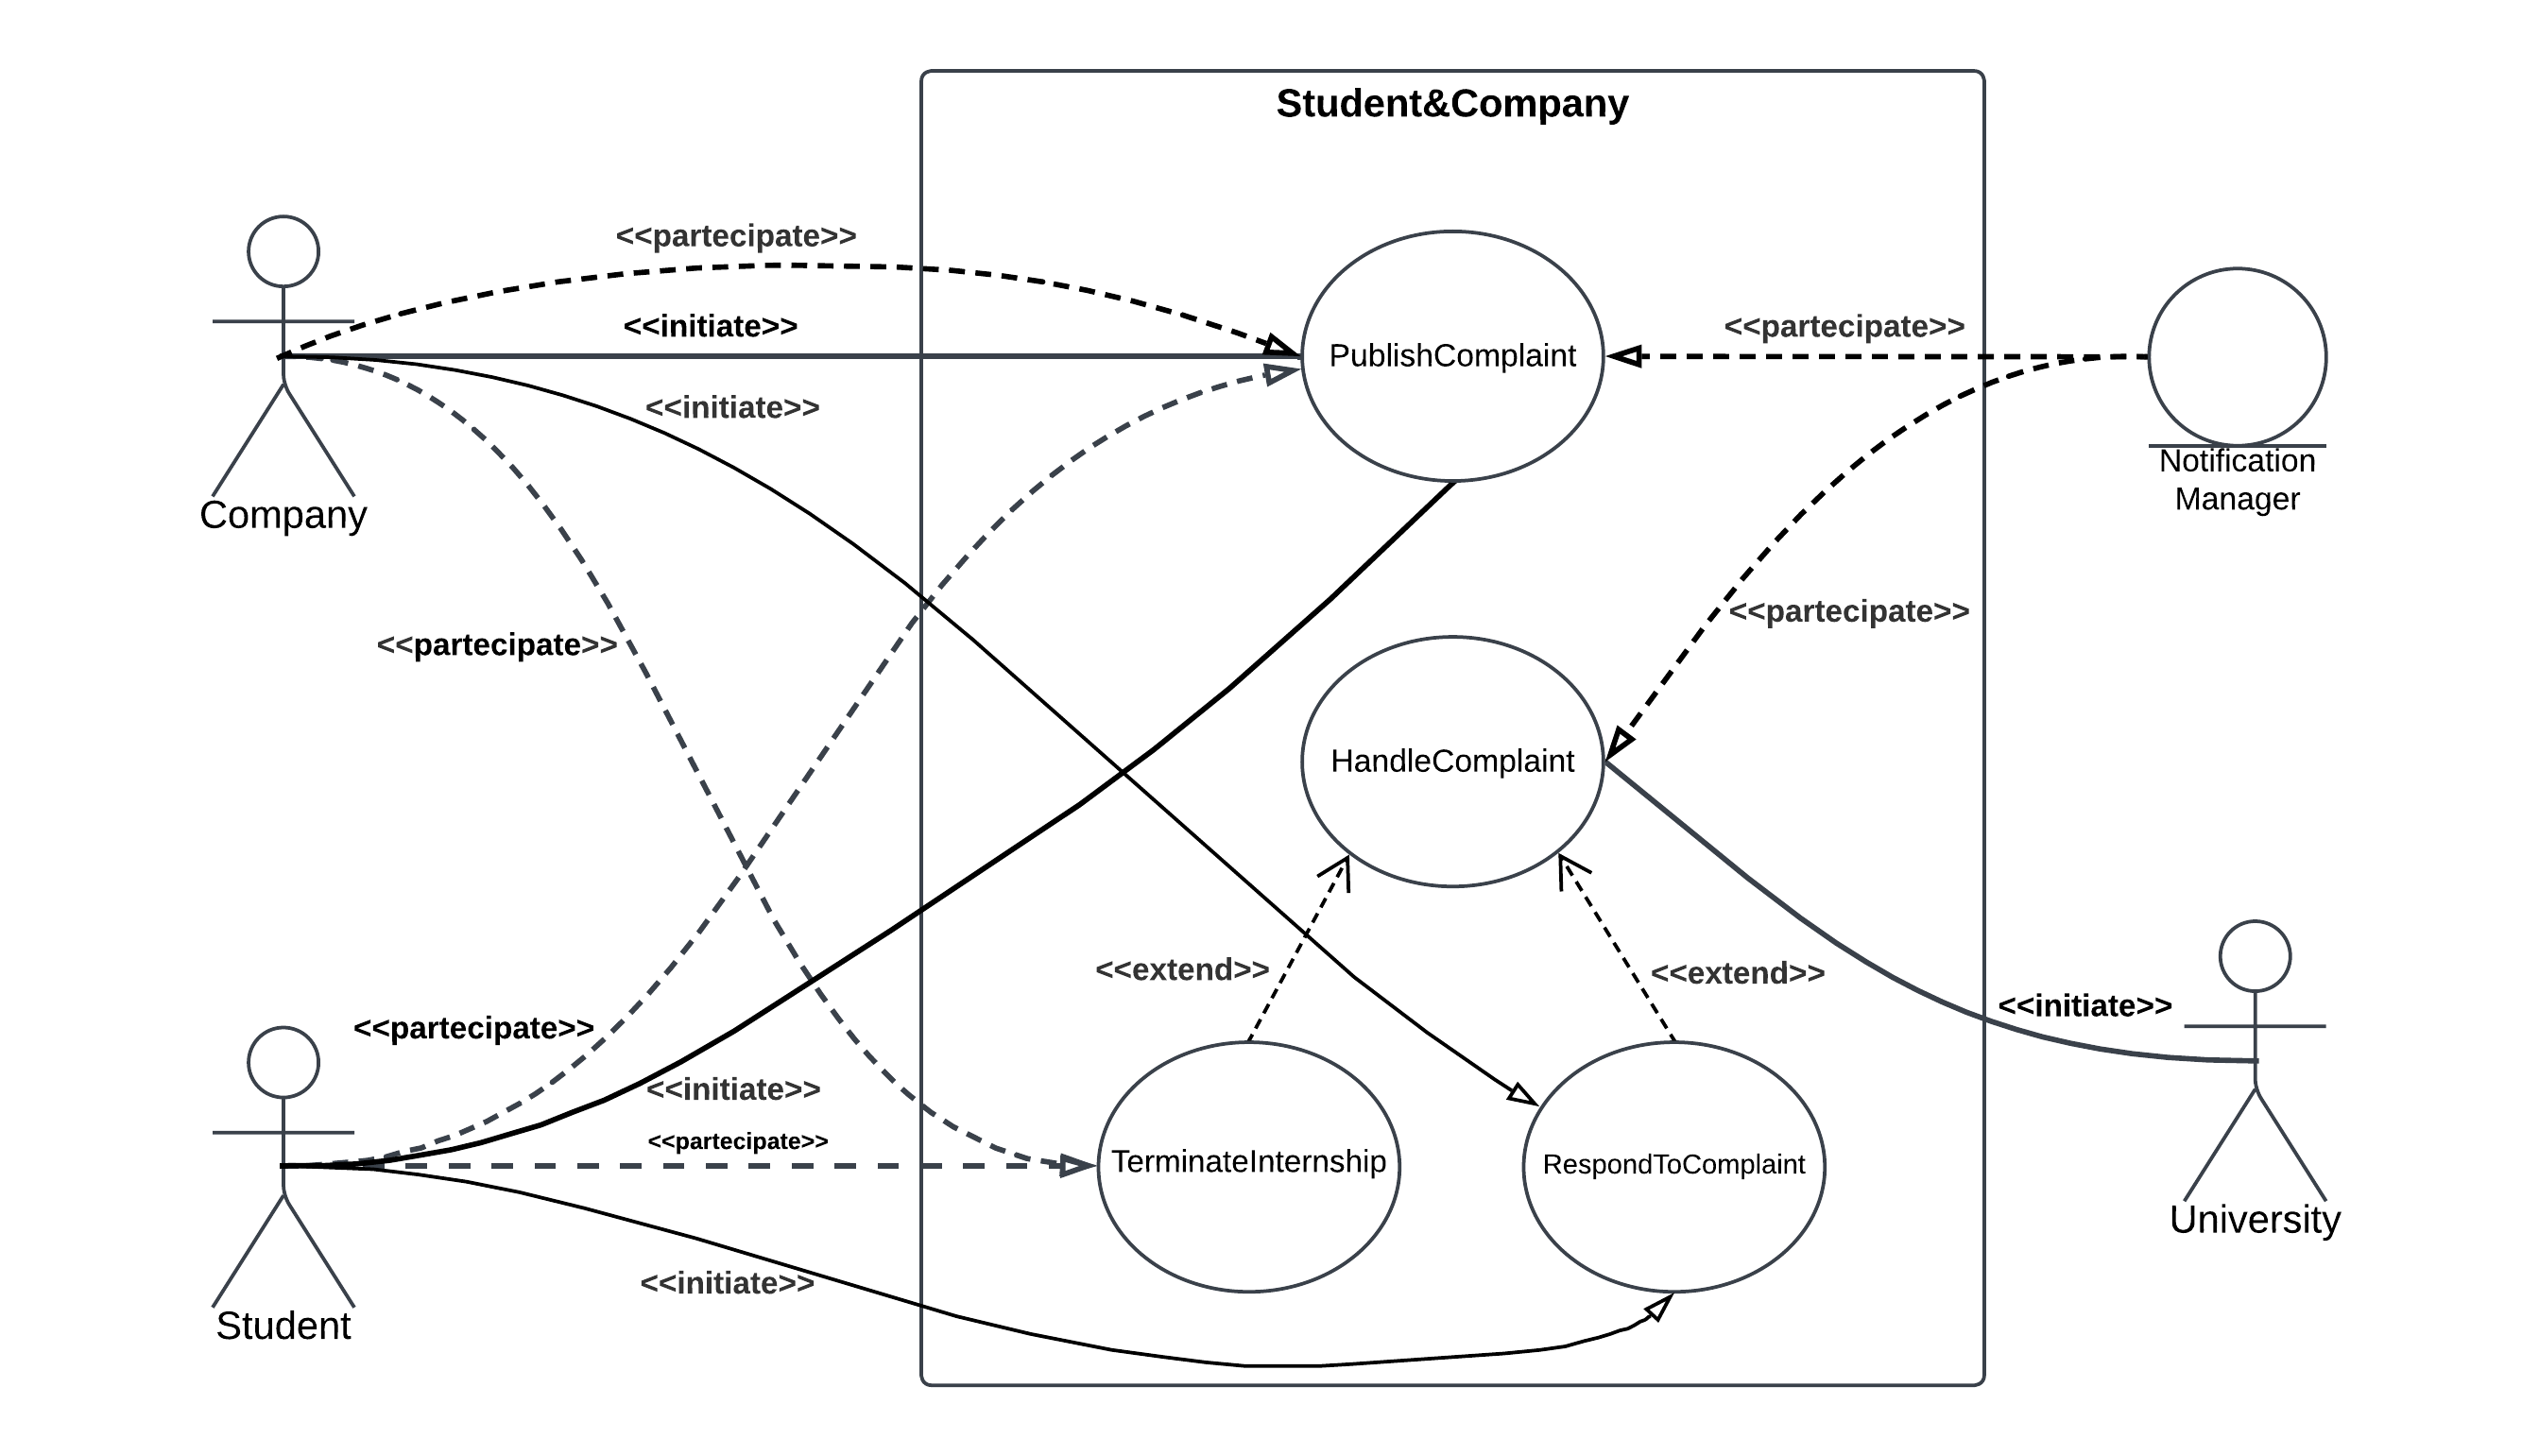 Student&Company
<<partecipate>>
<<initiate>>
<<initiate>>
PublishComplaint
<<partecipate>>
Notification
Manager
Company
<<partecipate>>
<<partecipate>>
HandleComplaint
<<extend>>
<<extend>>
<<initiate>>
<<partecipate>>
<<initiate>>
<<partecipate>>
TerminateInternship
RespondToComplaint
University
<<initiate>>
Student